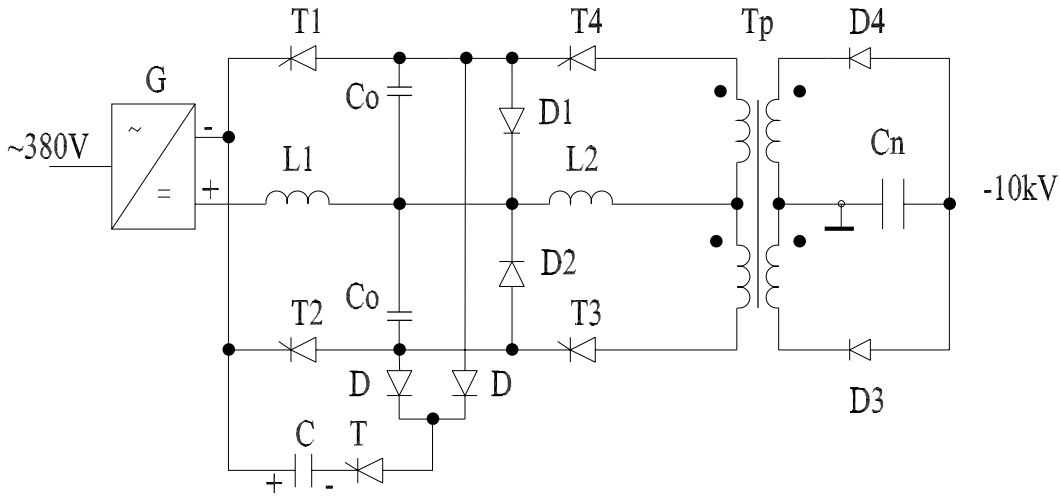 T1
T4
Tp
D4
G
Co
~
-
D1
~380V
Cn
L1
L2
=
+
-10kV
D2
Co
T2
T3
D
D
D3
C
T
+
-